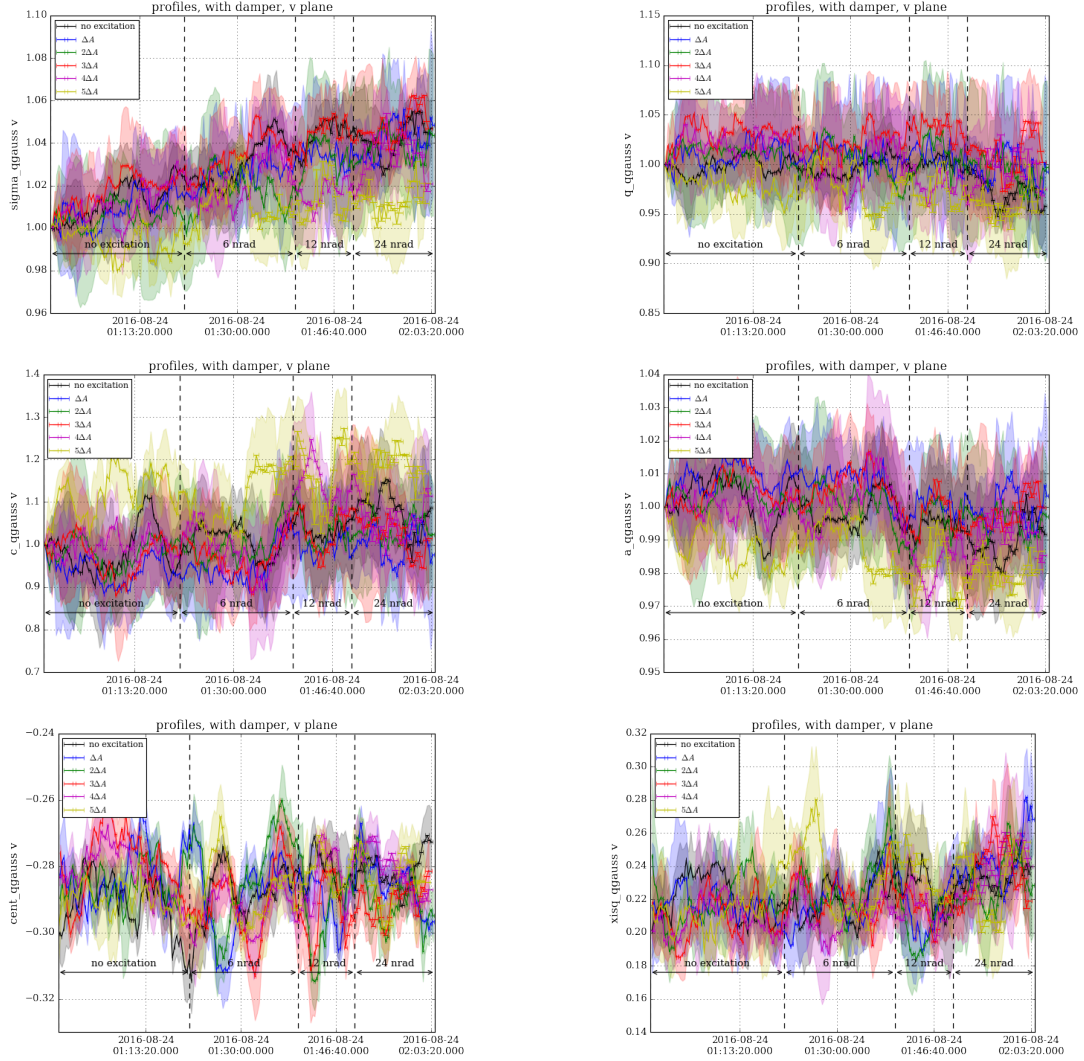 profiles, with damper, v plane
1.10
1.08
1.06
1.04
1.02
1.00
0.98
0.96
sigma_qgauss v
no excitation
ΔA
2ΔA
3ΔA
4ΔA
5ΔA
no excitation
6 nrad
12 nrad
24 nrad
2016-08-24
01:13:20.000
2016-08-24
01:30:00.000
2016-08-24
01:46:40.000
2016-08-24
02:03:20.000
profiles, with damper, v plane
1.15
1.10
1.05
1.00
0.95
0.90
0.85
q_qgauss v
no excitation
ΔA
2ΔA
3ΔA
4ΔA
5ΔA
no excitation
6 nrad
12 nrad
24 nrad
2016-08-24
01:13:20.000
2016-08-24
01:30:00.000
2016-08-24
01:46:40.000
2016-08-24
02:03:20.000
profiles, with damper, v plane
1.4
1.3
1.2
1.1
1.0
0.9
0.8
0.7
c_qgauss v
no excitation
ΔA
2ΔA
3ΔA
4ΔA
5ΔA
no excitation
6 nrad
12 nrad
24 nrad
2016-08-24
01:13:20.000
2016-08-24
01:30:00.000
2016-08-24
01:46:40.000
2016-08-24
02:03:20.000
profiles, with damper, v plane
1.04
1.03
1.02
1.01
1.00
0.99
0.98
0.97
0.96
0.95
a_qgauss v
no excitation
ΔA
2ΔA
3ΔA
4ΔA
5ΔA
no excitation
6 nrad
12 nrad
24 nrad
2016-08-24
01:13:20.000
2016-08-24
01:30:00.000
2016-08-24
01:46:40.000
2016-08-24
02:03:20.000
profiles, with damper, v plane
−0.24
−0.26
−0.28
−0.30
−0.32
cent_qgauss v
no excitation
ΔA
2ΔA
3ΔA
4ΔA
5ΔA
no excitation
6 nrad
12 nrad
24 nrad
2016-08-24
01:13:20.000
2016-08-24
01:30:00.000
2016-08-24
01:46:40.000
2016-08-24
02:03:20.000
profiles, with damper, v plane
0.32
0.30
0.28
0.26
0.24
0.22
0.20
0.18
0.16
0.14
xisq_qgauss v
no excitation
ΔA
2ΔA
3ΔA
4ΔA
5ΔA
no excitation
6 nrad
12 nrad
24 nrad
2016-08-24
01:13:20.000
2016-08-24
01:30:00.000
2016-08-24
01:46:40.000
2016-08-24
02:03:20.000